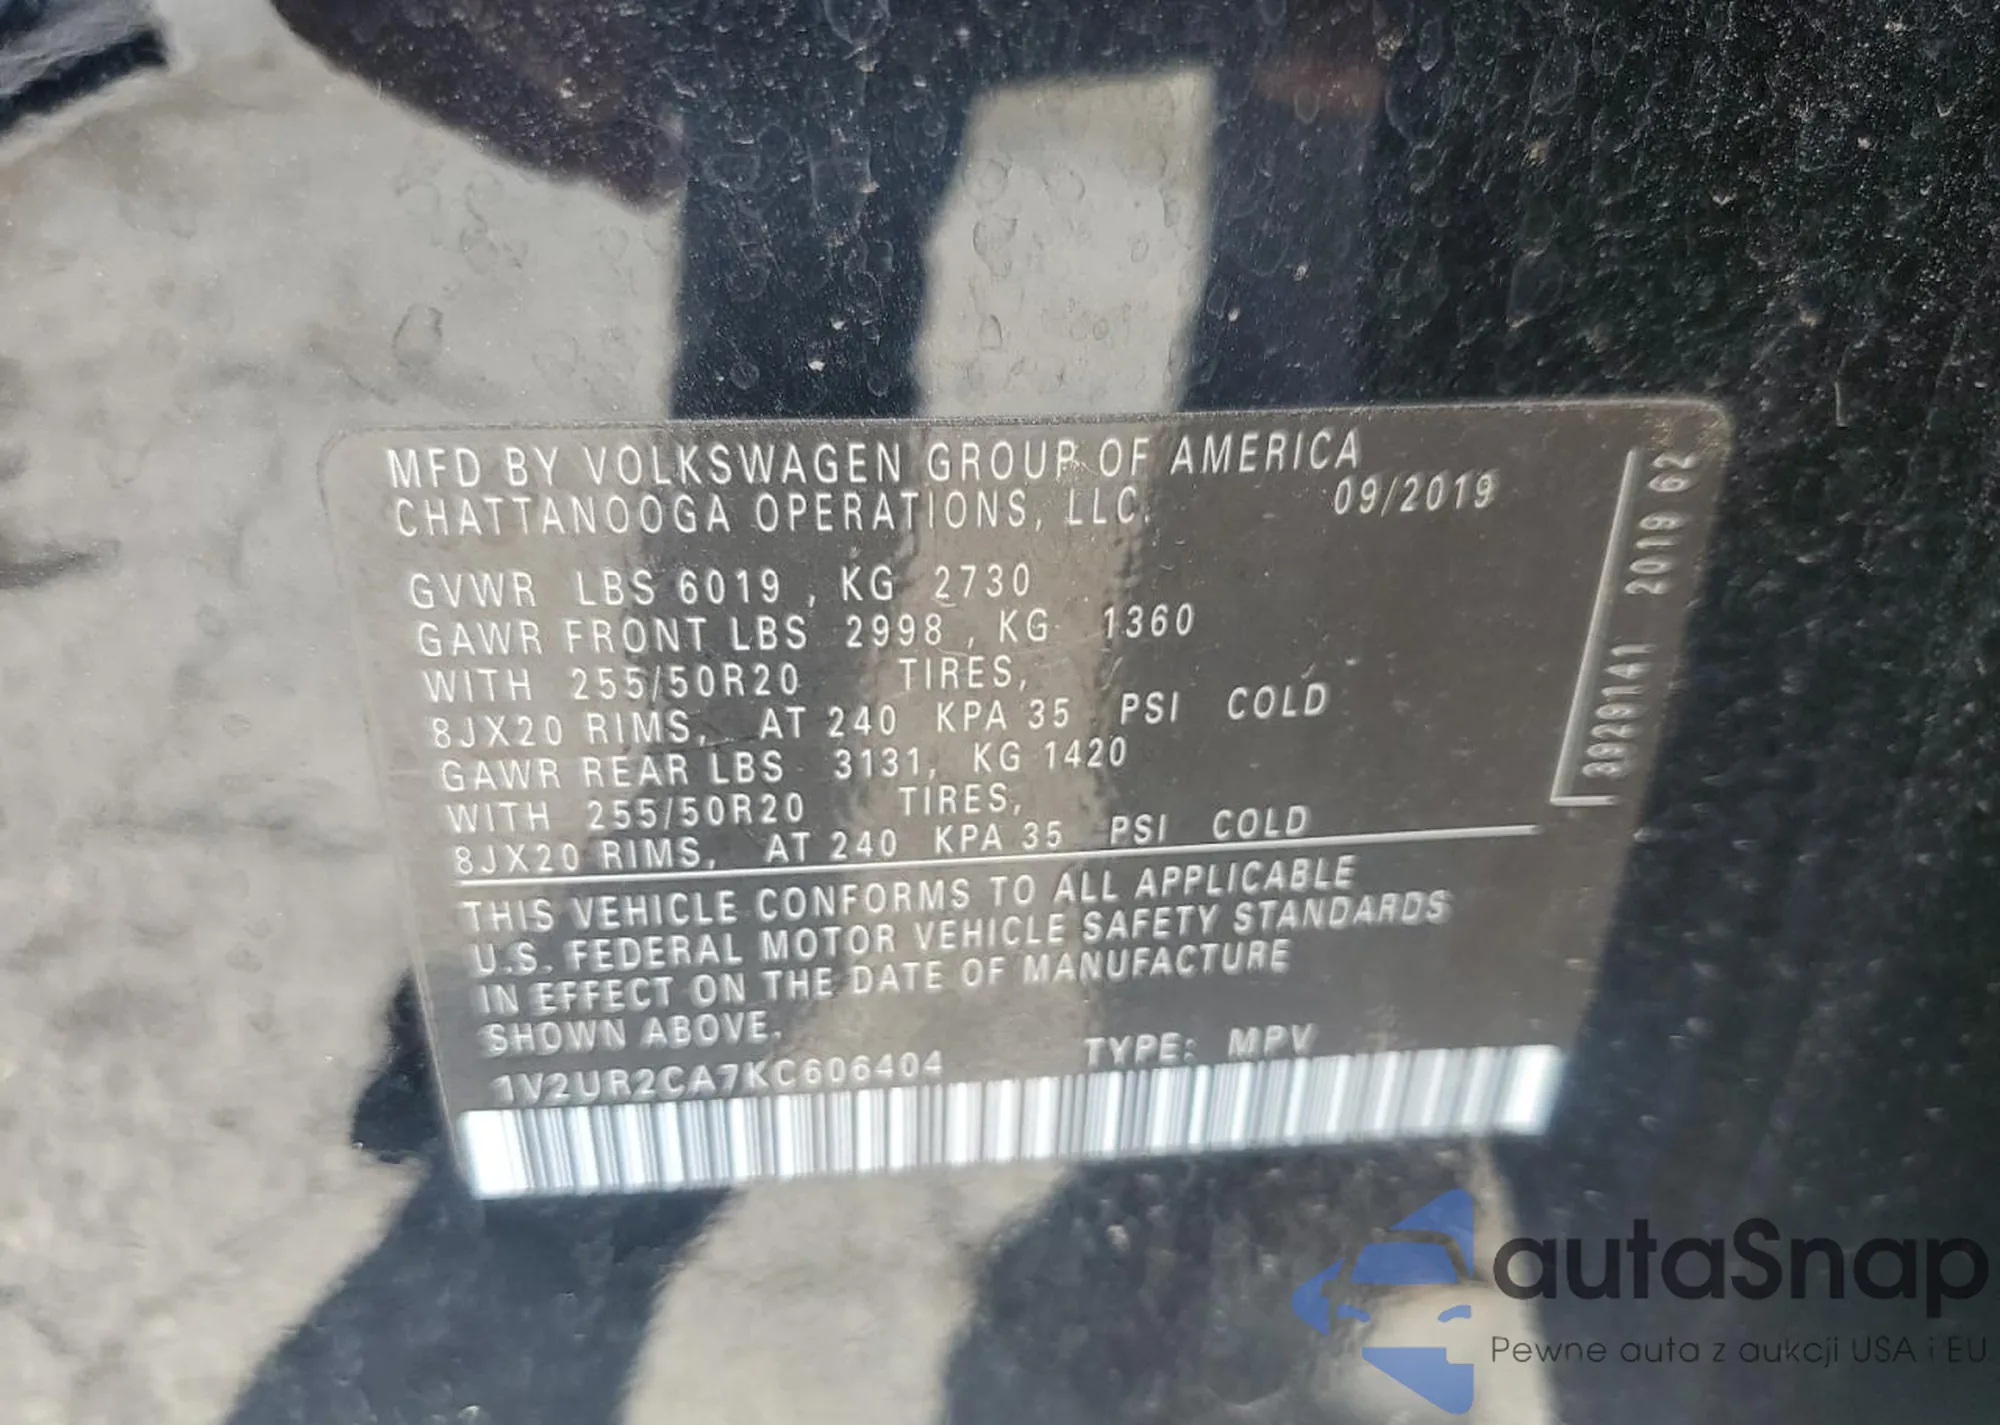 MFD BY VOLKSWAGEN GROUP OF AMERICA
CHATTANOOGA OPERATIONS, LLC. 09/2019
GVWR LBS 6019 , KG 2730
GAWR FRONT LBS 2998 , KG 1360
WITH 255/50R20 TIRES,
8JX20 RIMS, AT 240 KPA 35 PSI COLD
GAWR REAR LBS 3131, KG 1420
WITH 255/50R20 TIRES,
8JX20 RIMS, AT 240 KPA 35 PSI COLD
THIS VEHICLE CONFORMS TO ALL APPLICABLE
U.S. FEDERAL MOTOR VEHICLE SAFETY STANDARDS
IN EFFECT ON THE DATE OF MANUFACTURE
SHOWN ABOVE.
1V2UR2CA7KC606404 TYPE: MPV
3929141 2019 62
autaSnap
Pewne auta z aukcji USA i EU